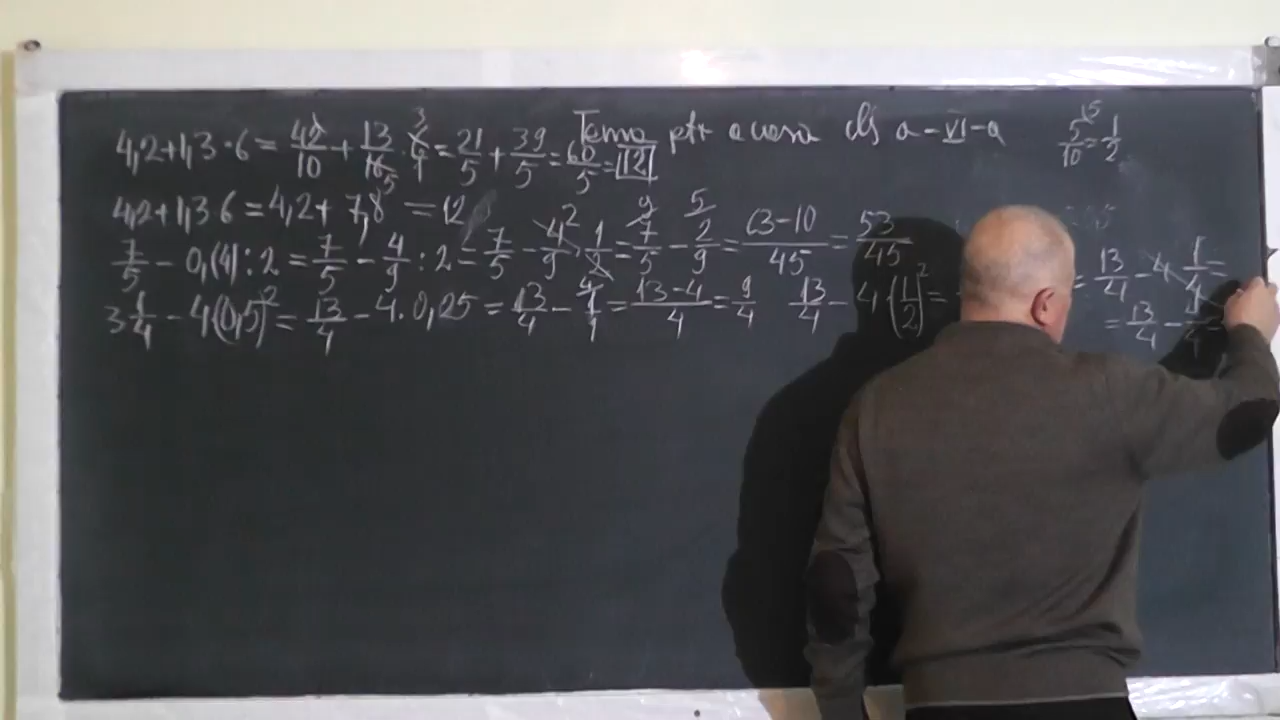 Tema ptr acasă cls a-VI-a
4,2+1,3·6 = 42/10 + 13/10 · 6/1 = 21/5 + 39/5 = 60/5 = 12
5/10 = 1/2
4,2+1,3·6 = 4,2+7,8 = 12
7/5 - 0,(4):2 = 7/5 - 4/9 : 2 = 7/5 - 4/9 · 1/2 = 7/5 - 2/9 = 63-10/45 = 53/45
3 1/4 - 4(0,5)² = 13/4 - 4·0,25 = 13/4 - 1/1 = 13-4/4 = 9/4
13/4 - 4·(1/2)² =
= 13/4 - 4 · 1/4 =
= 13/4 - 4/4